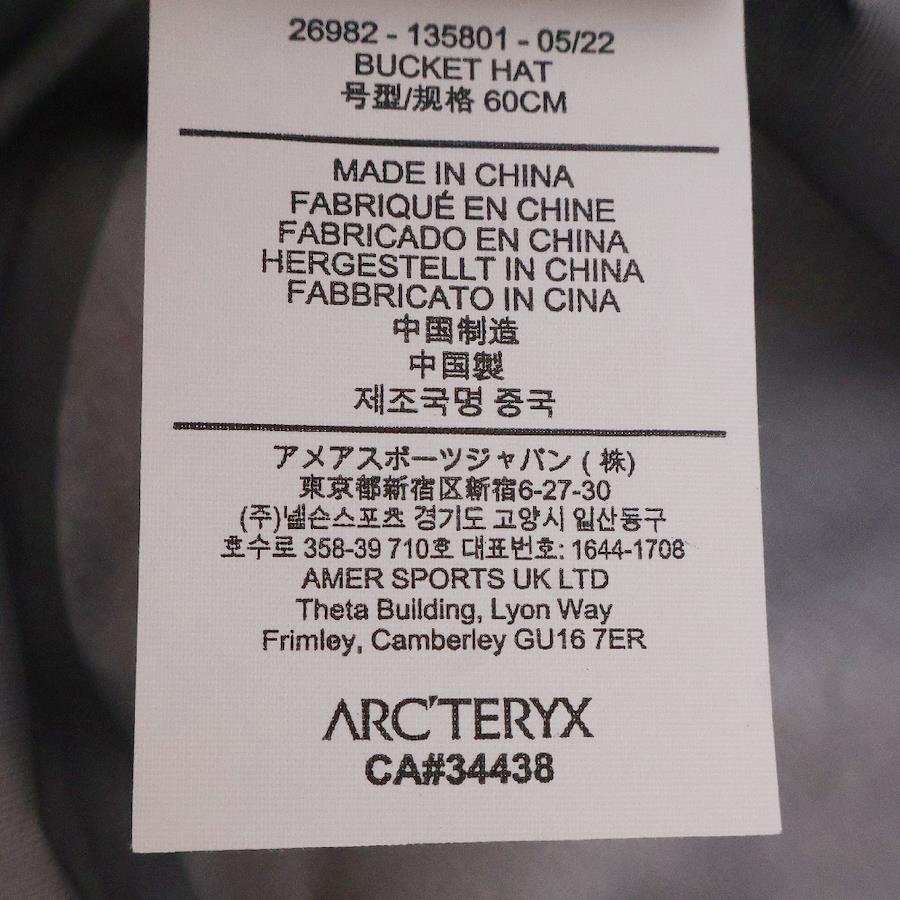 26982 - 135801 - 05/22
BUCKET HAT
号型/规格 60CM
MADE IN CHINA
FABRIQUÉ EN CHINE
FABRICADO EN CHINA
HERGESTELLT IN CHINA
FABBRICATO IN CINA
中国制造
中国製
제조국명 중국
アメアスポーツジャパン ( 株)
東京都新宿区新宿6-27-30
(주)넬슨스포츠 경기도 고양시 일산동구
호수로 358-39 710호 대표번호: 1644-1708
AMER SPORTS UK LTD
Theta Building, Lyon Way
Frimley, Camberley GU16 7ER
ARC'TERYX
CA#34438